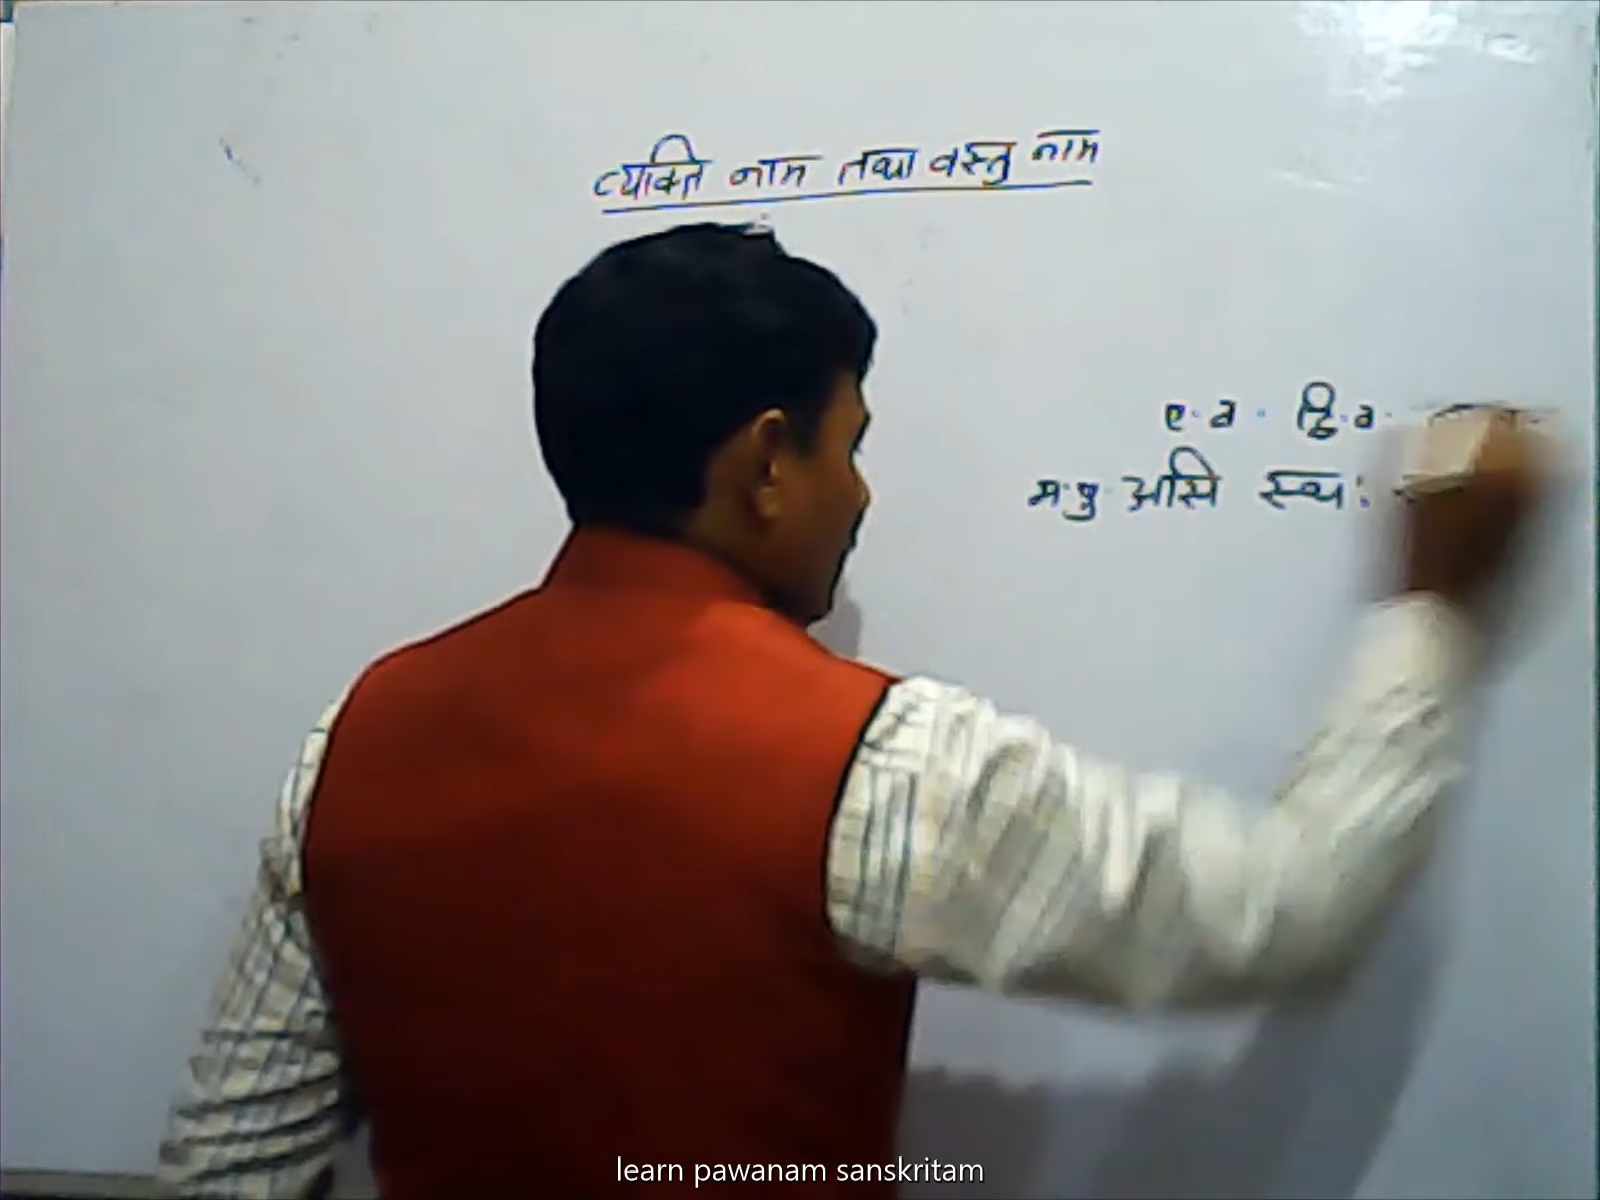 व्यक्ति नाम तथा वस्तु नाम
ए·व· द्वि·व·
म·पु· असि स्थः
learn pawanam sanskritam